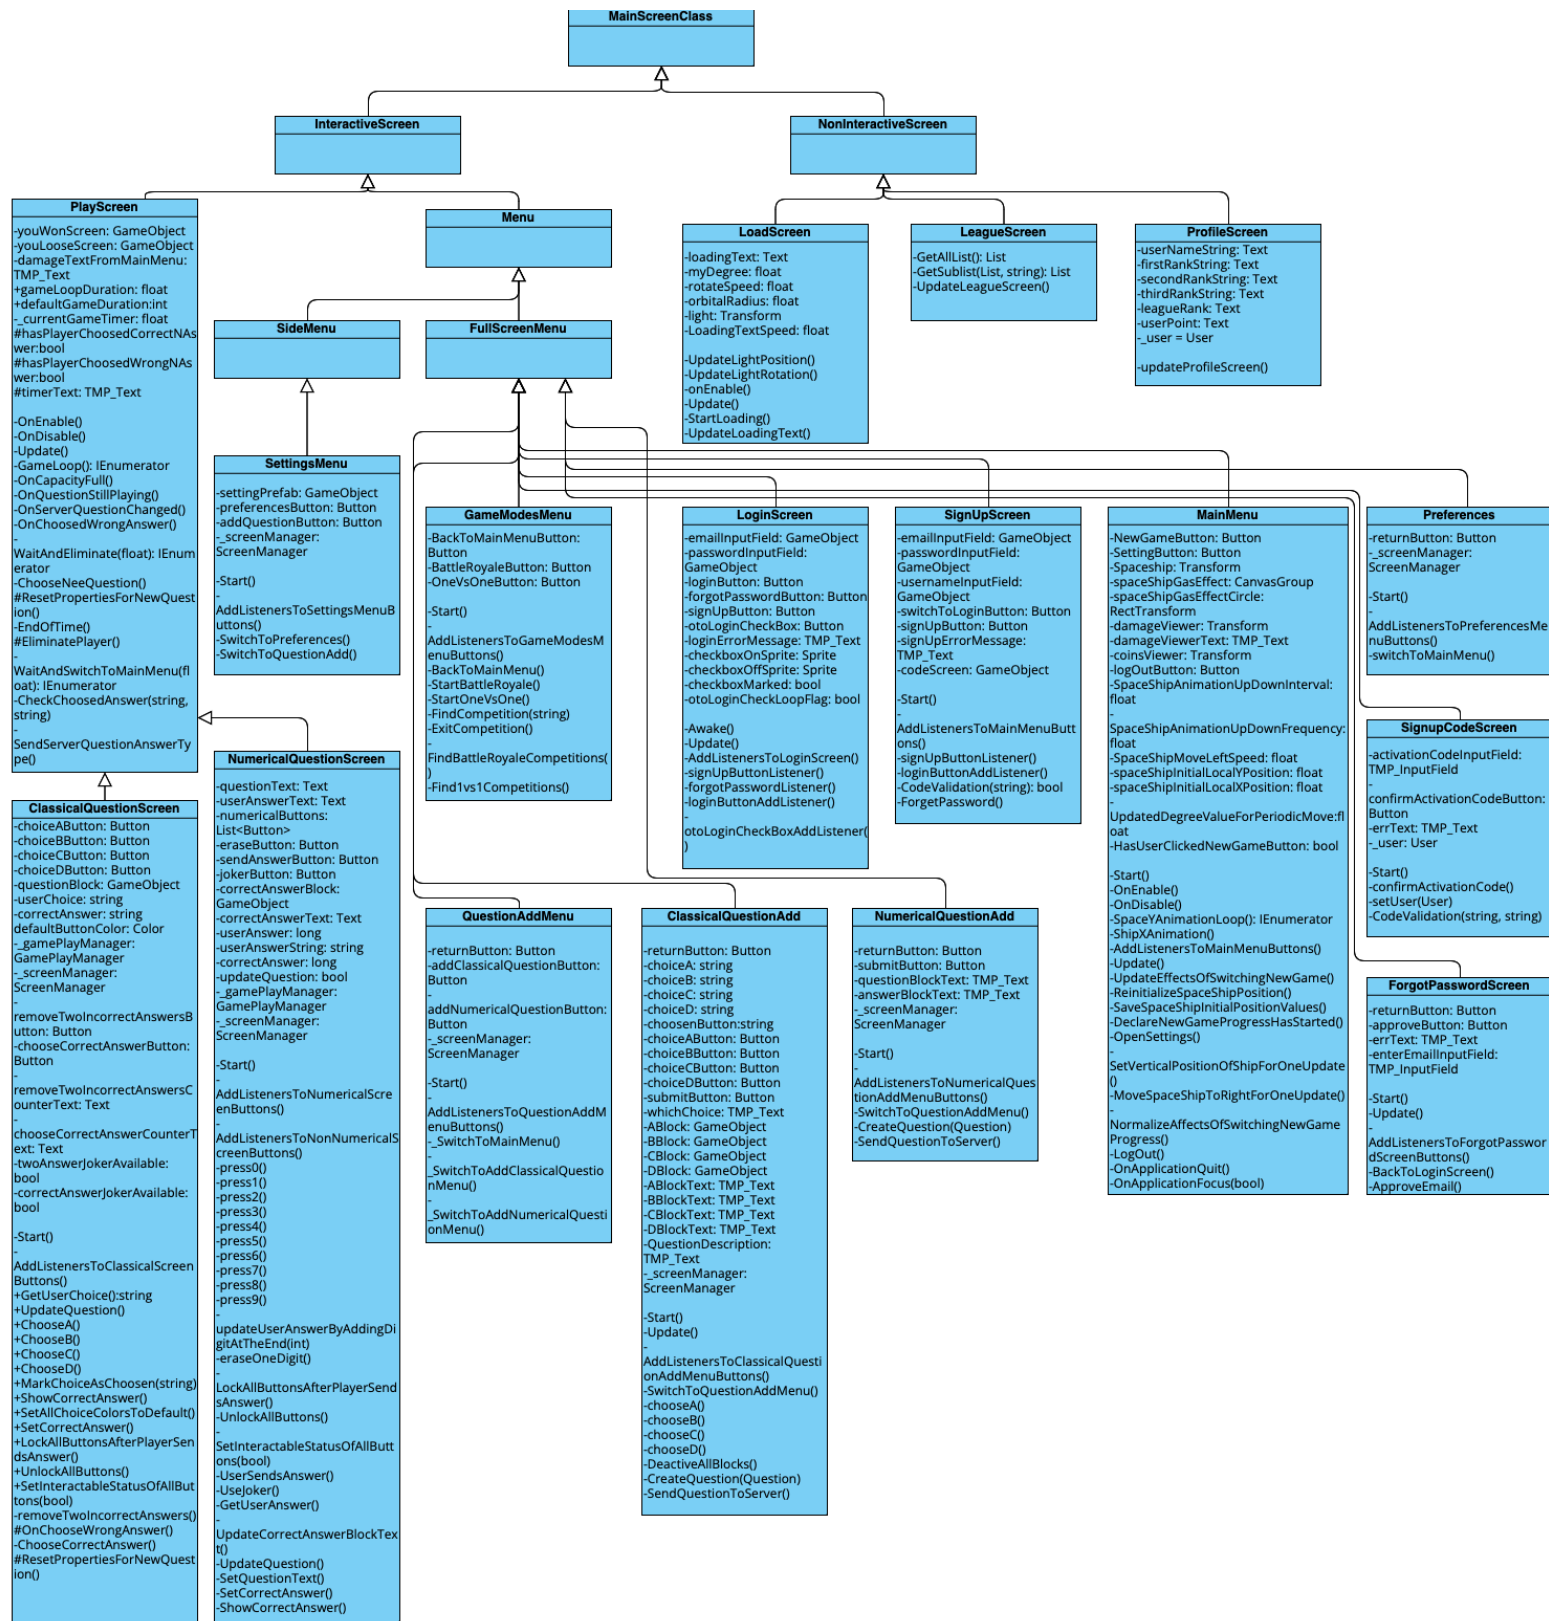 MainScreenClass
InteractiveScreen
NonInteractiveScreen
PlayScreen
-youWonScreen: GameObject
-youLooseScreen: GameObject
-damageTextFromMainMenu:
TMP_Text
+gameLoopDuration: float
+defaultGameDuration:int
-_currentGameTimer: float
#hasPlayerChoosedCorrectNAs
wer:bool
#hasPlayerChoosedWrongNAs
wer:bool
#timerText: TMP_Text
-OnEnable()
-OnDisable()
-Update()
-GameLoop(): IEnumerator
-OnCapacityFull()
-OnQuestionStillPlaying()
-OnServerQuestionChanged()
-OnChoosedWrongAnswer()
-
WaitAndEliminate(float): IEnum
erator
-ChooseNeeQuestion()
#ResetPropertiesForNewQuest
ion()
-EndOfTime()
#EliminatePlayer()
-
WaitAndSwitchToMainMenu(fl
oat): IEnumerator
-CheckChoosedAnswer(string,
string)
-
SendServerQuestionAnswerTy
pe()
Menu
SideMenu
FullScreenMenu
LoadScreen
-loadingText: Text
-myDegree: float
-rotateSpeed: float
-orbitalRadius: float
-light: Transform
-LoadingTextSpeed: float
-UpdateLightPosition()
-UpdateLightRotation()
-onEnable()
-Update()
-StartLoading()
-UpdateLoadingText()
LeagueScreen
-GetAllList(): List
-GetSublist(List, string): List
-UpdateLeagueScreen()
ProfileScreen
-userNameString: Text
-firstRankString: Text
-secondRankString: Text
-thirdRankString: Text
-leagueRank: Text
-userPoint: Text
-_user = User
-updateProfileScreen()
SettingsMenu
-settingPrefab: GameObject
-preferencesButton: Button
-addQuestionButton: Button
-_screenManager:
ScreenManager
-Start()
-
AddListenersToSettingsMenuB
uttons()
-SwitchToPreferences()
-SwitchToQuestionAdd()
GameModesMenu
-BackToMainMenuButton:
Button
-BattleRoyaleButton: Button
-OneVsOneButton: Button
-Start()
-
AddListenersToGameModesM
enuButtons()
-BackToMainMenu()
-StartBattleRoyale()
-StartOneVsOne()
-FindCompetition(string)
-ExitCompetition()
-
FindBattleRoyaleCompetitions(
)
-Find1vs1Competitions()
LoginScreen
-emailInputField: GameObject
-passwordInputField:
GameObject
-loginButton: Button
-forgotPasswordButton: Button
-signUpButton: Button
-otoLoginCheckBox: Button
-loginErrorMessage: TMP_Text
-checkboxOnSprite: Sprite
-checkboxOffSprite: Sprite
-checkboxMarked: bool
-otoLoginCheckLoopFlag: bool
-Awake()
-Update()
-AddListenersToLoginScreen()
-signUpButtonListener()
-forgotPasswordListener()
-loginButtonAddListener()
-
otoLoginCheckBoxAddListener(
)
SignUpScreen
-emailInputField: GameObject
-passwordInputField:
GameObject
-usernameInputField:
GameObject
-switchToLoginButton: Button
-signUpButton: Button
-signUpErrorMessage:
TMP_Text
-codeScreen: GameObject
-Start()
-
AddListenersToMainMenuButt
ons()
-signUpButtonListener()
-loginButtonAddListener()
-CodeValidation(string): bool
-ForgetPassword()
MainMenu
-NewGameButton: Button
-SettingButton: Button
-Spaceship: Transform
-spaceShipGasEffect: CanvasGroup
-spaceShipGasEffectCircle:
RectTransform
-damageViewer: Transform
-damageViewerText: TMP_Text
-coinsViewer: Transform
-logOutButton: Button
-SpaceShipAnimationUpDownInterval:
float
-
SpaceShipAnimationUpDownFrequency:
float
-SpaceShipMoveLeftSpeed: float
-spaceShipInitialLocalYPosition: float
-spaceShipInitialLocalXPosition: float
-
UpdatedDegreeValueForPeriodicMove:fl
oat
-HasUserClickedNewGameButton: bool
-Start()
-OnEnable()
-OnDisable()
-SpaceYAnimationLoop(): IEnumerator
-ShipXAnimation()
-AddListenersToMainMenuButtons()
-Update()
-UpdateEffectsOfSwitchingNewGame()
-ReinitializeSpaceShipPosition()
-SaveSpaceShipInitialPositionValues()
-DeclareNewGameProgressHasStarted()
-OpenSettings()
-
SetVerticalPositionOfShipForOneUpdate
()
-MoveSpaceShipToRightForOneUpdate()
-
NormalizeAffectsOfSwitchingNewGame
Progress()
-LogOut()
-OnApplicationQuit()
-OnApplicationFocus(bool)
Preferences
-returnButton: Button
-_screenManager:
ScreenManager
-Start()
-
AddListenersToPreferencesMe
nuButtons()
-switchToMainMenu()
SignupCodeScreen
-activationCodeInputField:
TMP_InputField
-
confirmActivationCodeButton:
Button
-errText: TMP_Text
-_user: User
-Start()
-confirmActivationCode()
-setUser(User)
-CodeValidation(string, string)
ForgotPasswordScreen
-returnButton: Button
-approveButton: Button
-errText: TMP_Text
-enterEmailInputField:
TMP_InputField
-Start()
-Update()
-
AddListenersToForgotPasswor
dScreenButtons()
-BackToLoginScreen()
-ApproveEmail()
ClassicalQuestionScreen
-choiceAButton: Button
-choiceBButton: Button
-choiceCButton: Button
-choiceDButton: Button
-questionBlock: GameObject
-userChoice: string
-correctAnswer: string
defaultButtonColor: Color
-_gamePlayManager:
GamePlayManager
-_screenManager:
ScreenManager
-
removeTwoIncorrectAnswersB
utton: Button
-chooseCorrectAnswerButton:
Button
-
removeTwoIncorrectAnswersC
ounterText: Text
-
chooseCorrectAnswerCounterT
ext: Text
-twoAnswerJokerAvailable:
bool
-correctAnswerJokerAvailable:
bool
-Start()
-
AddListenersToClassicalScreen
Buttons()
+GetUserChoice():string
+UpdateQuestion()
+ChooseA()
+ChooseB()
+ChooseC()
+ChooseD()
+MarkChoiceAsChoosen(string)
+ShowCorrectAnswer()
+SetAllChoiceColorsToDefault()
+SetCorrectAnswer()
+LockAllButtonsAfterPlayerSen
dsAnswer()
+UnlockAllButtons()
+SetInteractableStatusOfAllBut
tons(bool)
-removeTwoIncorrectAnswers()
#OnChooseWrongAnswer()
-ChooseCorrectAnswer()
#ResetPropertiesForNewQuest
ion()
NumericalQuestionScreen
-questionText: Text
-userAnswerText: Text
-numericalButtons:
List<Button>
-eraseButton: Button
-sendAnswerButton: Button
-jokerButton: Button
-correctAnswerBlock:
GameObject
-correctAnswerText: Text
-userAnswer: long
-userAnswerString: string
-correctAnswer: long
-updateQuestion: bool
-_gamePlayManager:
GamePlayManager
-_screenManager:
ScreenManager
-Start()
-
AddListenersToNumericalScre
enButtons()
-
AddListenersToNonNumericalS
creenButtons()
-press0()
-press1()
-press2()
-press3()
-press4()
-press5()
-press6()
-press7()
-press8()
-press9()
-
updateUserAnswerByAddingDi
gitAtTheEnd(int)
-eraseOneDigit()
-
LockAllButtonsAfterPlayerSend
sAnswer()
-UnlockAllButtons()
-
SetInteractableStatusOfAllButt
ons(bool)
-UserSendsAnswer()
-UseJoker()
-GetUserAnswer()
-
UpdateCorrectAnswerBlockTex
t()
-UpdateQuestion()
-SetQuestionText()
-SetCorrectAnswer()
-ShowCorrectAnswer()
QuestionAddMenu
-returnButton: Button
-addClassicalQuestionButton:
Button
-
addNumericalQuestionButton:
Button
-_screenManager:
ScreenManager
-Start()
-
AddListenersToQuestionAddM
enuButtons()
-_SwitchToMainMenu()
-
_SwitchToAddClassicalQuestio
nMenu()
-
_SwitchToAddNumericalQuesti
onMenu()
ClassicalQuestionAdd
-returnButton: Button
-choiceA: string
-choiceB: string
-choiceC: string
-choiceD: string
-choosenButton:string
-choiceAButton: Button
-choiceBButton: Button
-choiceCButton: Button
-choiceDButton: Button
-submitButton: Button
-whichChoice: TMP_Text
-ABlock: GameObject
-BBlock: GameObject
-CBlock: GameObject
-DBlock: GameObject
-ABlockText: TMP_Text
-BBlockText: TMP_Text
-CBlockText: TMP_Text
-DBlockText: TMP_Text
-QuestionDescription:
TMP_Text
-_screenManager:
ScreenManager
-Start()
-Update()
-
AddListenersToClassicalQuesti
onAddMenuButtons()
-SwitchToQuestionAddMenu()
-chooseA()
-chooseB()
-chooseC()
-chooseD()
-DeactiveAllBlocks()
-CreateQuestion(Question)
-SendQuestionToServer()
NumericalQuestionAdd
-returnButton: Button
-submitButton: Button
-questionBlockText: TMP_Text
-answerBlockText: TMP_Text
-_screenManager:
ScreenManager
-Start()
-
AddListenersToNumericalQues
tionAddMenuButtons()
-SwitchToQuestionAddMenu()
-CreateQuestion(Question)
-SendQuestionToServer()